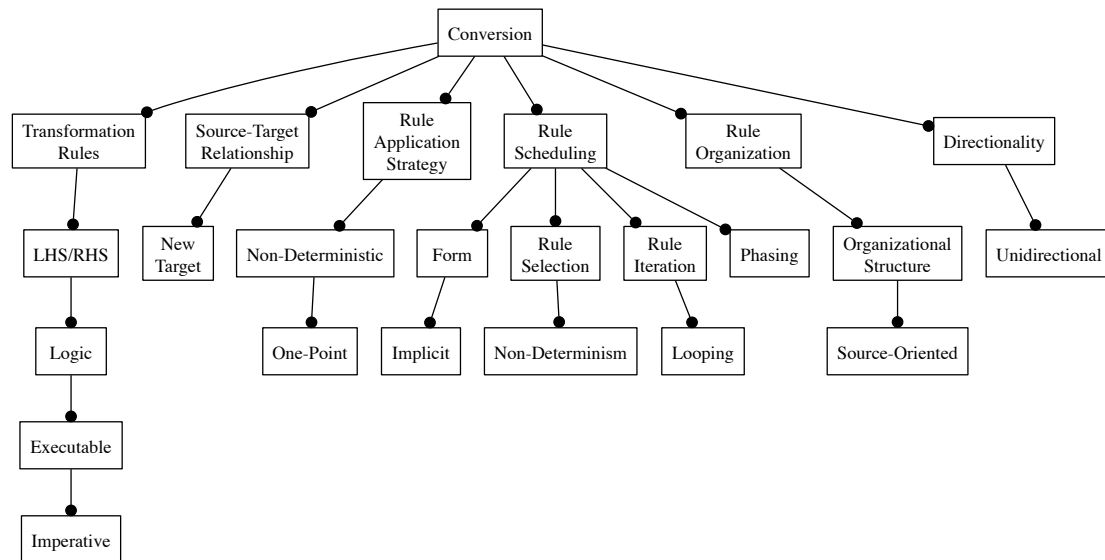 Conversion
Transformation
Rules
Source-Target
Relationship
Rule
Application
Strategy
Rule
Scheduling
Rule
Organization
Directionality
LHS/RHS
New
Target
Non-Deterministic
Form
Rule
Selection
Rule
Iteration
Phasing
Organizational
Structure
Unidirectional
Logic
One-Point
Implicit
Non-Determinism
Looping
Source-Oriented
Executable
Imperative